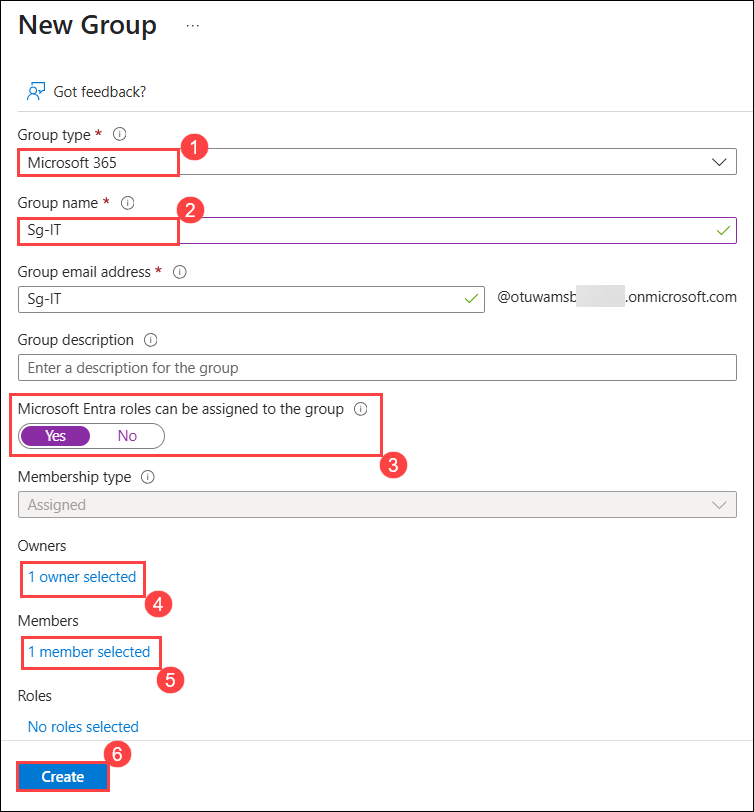 New Group ...
Got feedback?
Group type *
1
Microsoft 365
Group name *
2
Sg-IT
Group email address *
Sg-IT
@otuwamsb .onmicrosoft.com
Group description
Enter a description for the group
Microsoft Entra roles can be assigned to the group
Yes No
3
Membership type
Assigned
Owners
1 owner selected
4
Members
1 member selected
5
Roles
No roles selected
6
Create